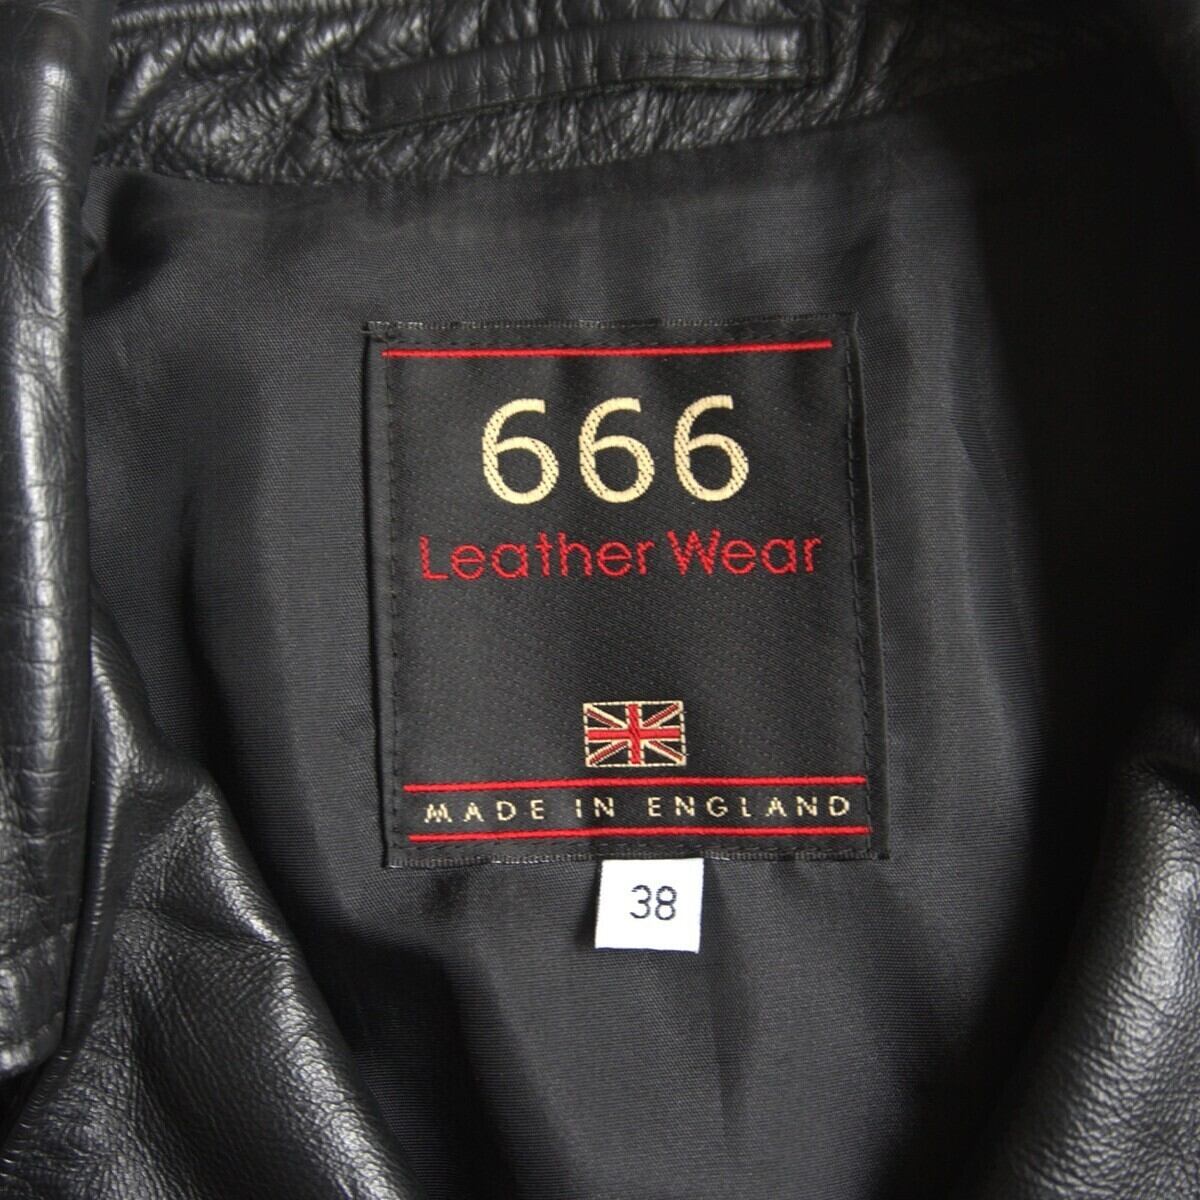 666
Leather Wear
MADE IN ENGLAND
38